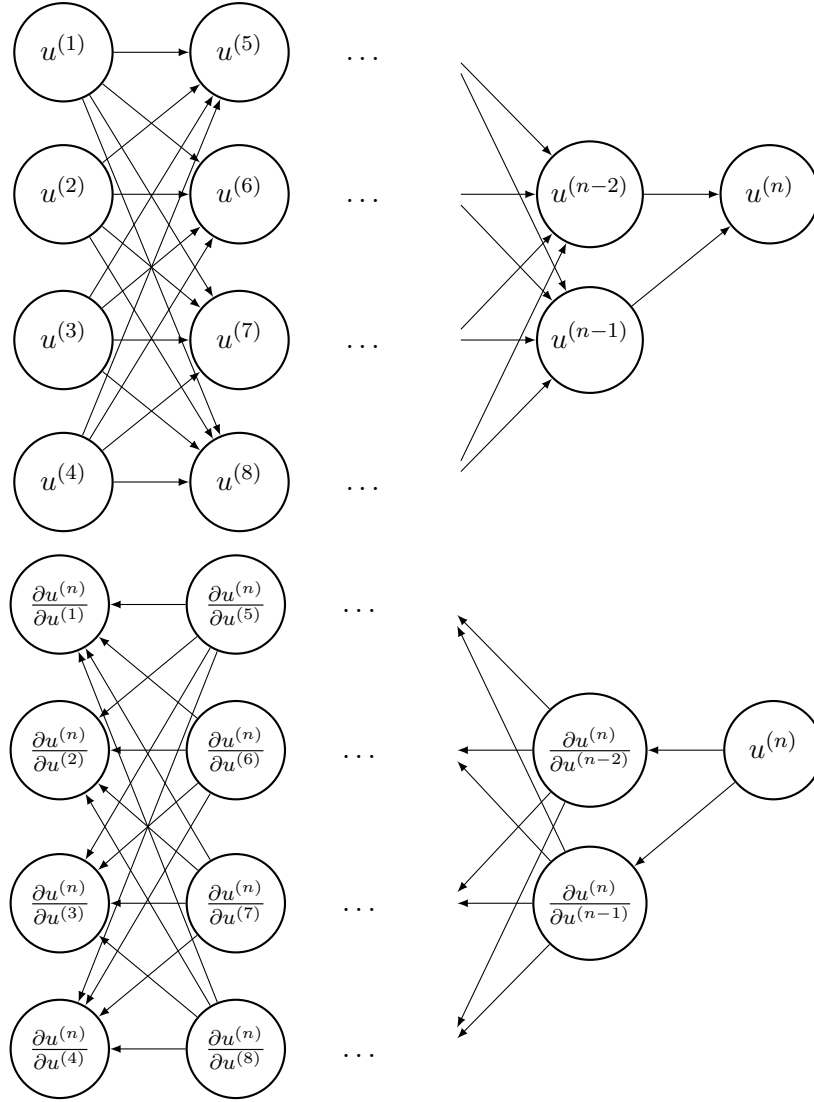 u^{(1)} u^{(5)} ...
u^{(2)} u^{(6)} ... u^{(n−2)} u^{(n)}
u^{(3)} u^{(7)} ... u^{(n−1)}
u^{(4)} u^{(8)} ...
∂u^{(n)}/∂u^{(1)} ∂u^{(n)}/∂u^{(5)} ...
∂u^{(n)}/∂u^{(2)} ∂u^{(n)}/∂u^{(6)} ... ∂u^{(n)}/∂u^{(n−2)} u^{(n)}
∂u^{(n)}/∂u^{(3)} ∂u^{(n)}/∂u^{(7)} ... ∂u^{(n)}/∂u^{(n−1)}
∂u^{(n)}/∂u^{(4)} ∂u^{(n)}/∂u^{(8)} ...